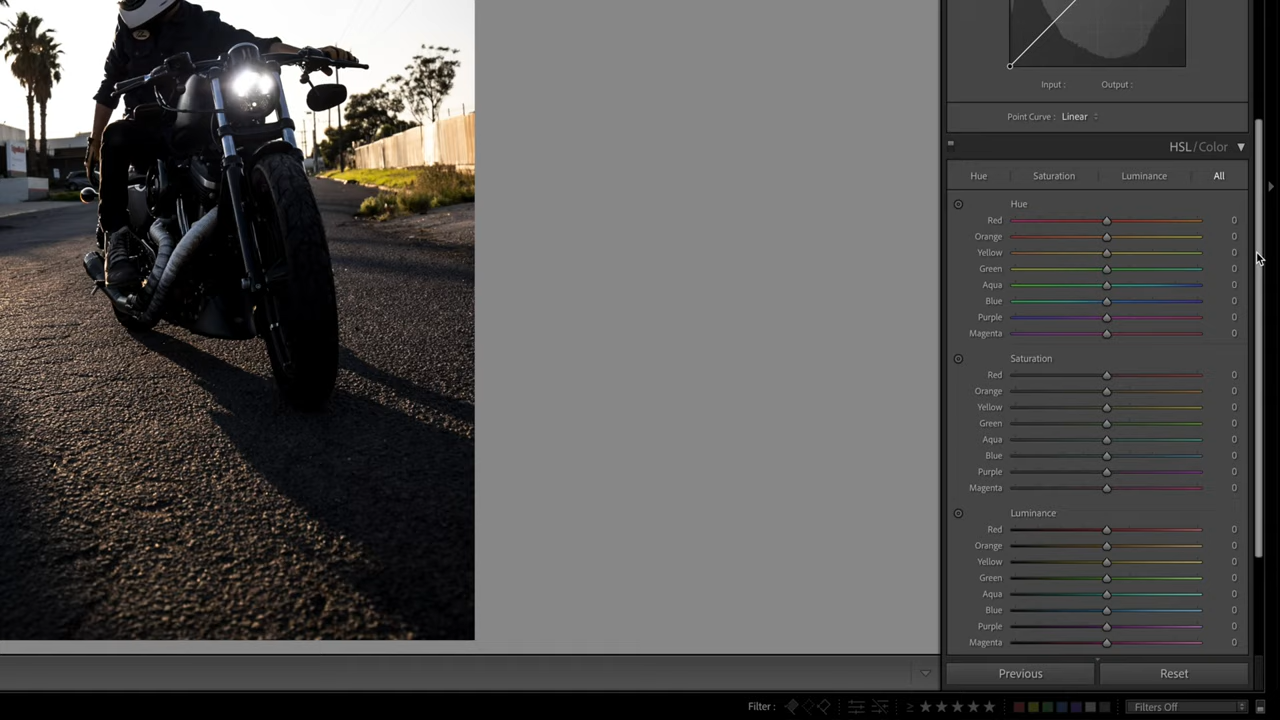 Input :
Output :
Point Curve : Linear
HSL / Color
Hue
Saturation
Luminance
All
Hue
Red 0
Orange 0
Yellow 0
Green 0
Aqua 0
Blue 0
Purple 0
Magenta 0
Saturation
Red 0
Orange 0
Yellow 0
Green 0
Aqua 0
Blue 0
Purple 0
Magenta 0
Luminance
Red 0
Orange 0
Yellow 0
Green 0
Aqua 0
Blue 0
Purple 0
Magenta 0
Previous
Reset
Filter :
Filters Off